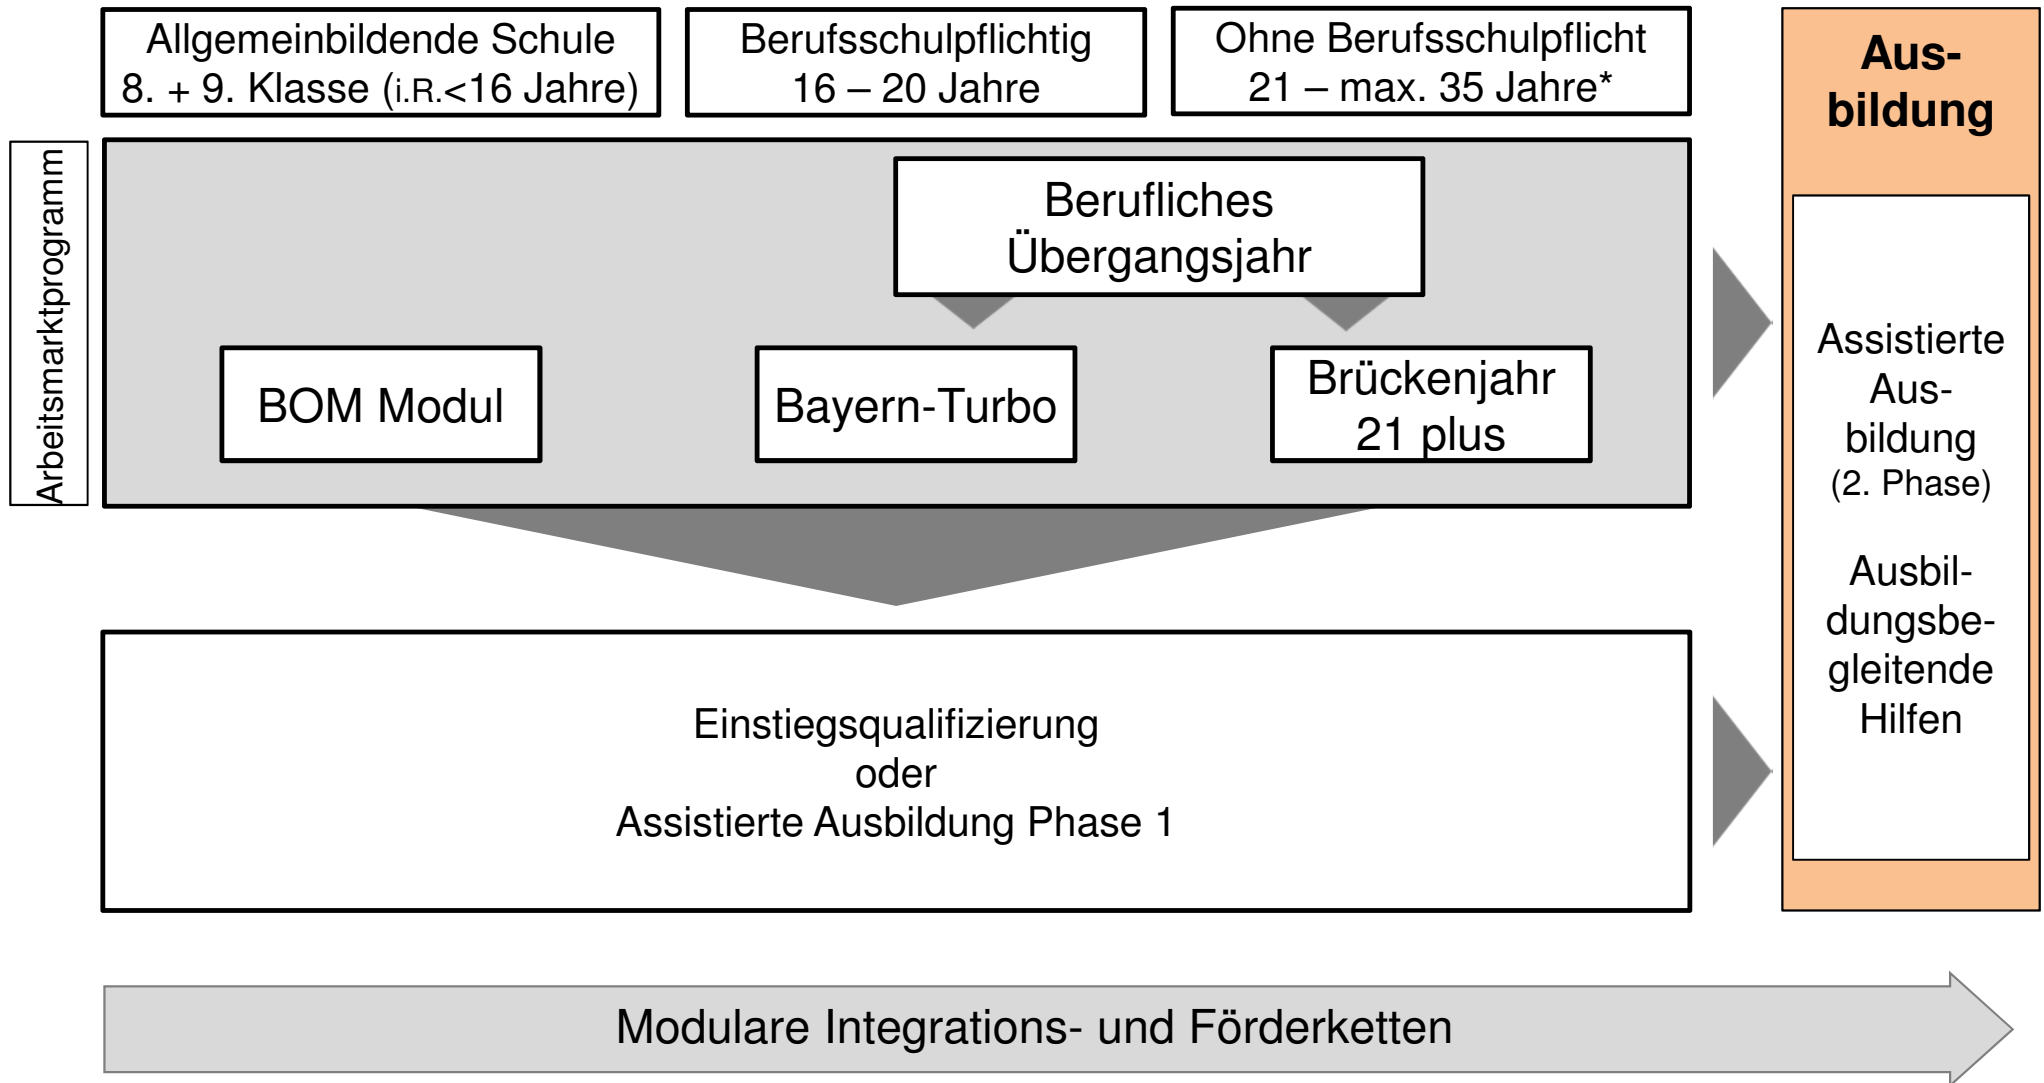 Allgemeinbildende Schule
8. + 9. Klasse (i.R.<16 Jahre)
Berufsschulpflichtig
16 – 20 Jahre
Ohne Berufsschulpflicht
21 – max. 35 Jahre*
Aus-
bildung
Arbeitsmarktprogramm
Berufliches
Übergangsjahr
BOM Modul
Bayern-Turbo
Brückenjahr
21 plus
Assistierte
Aus-
bildung
(2. Phase)
Ausbil-
dungsbe-
gleitende
Hilfen
Einstiegsqualifizierung
oder
Assistierte Ausbildung Phase 1
Modulare Integrations- und Förderketten